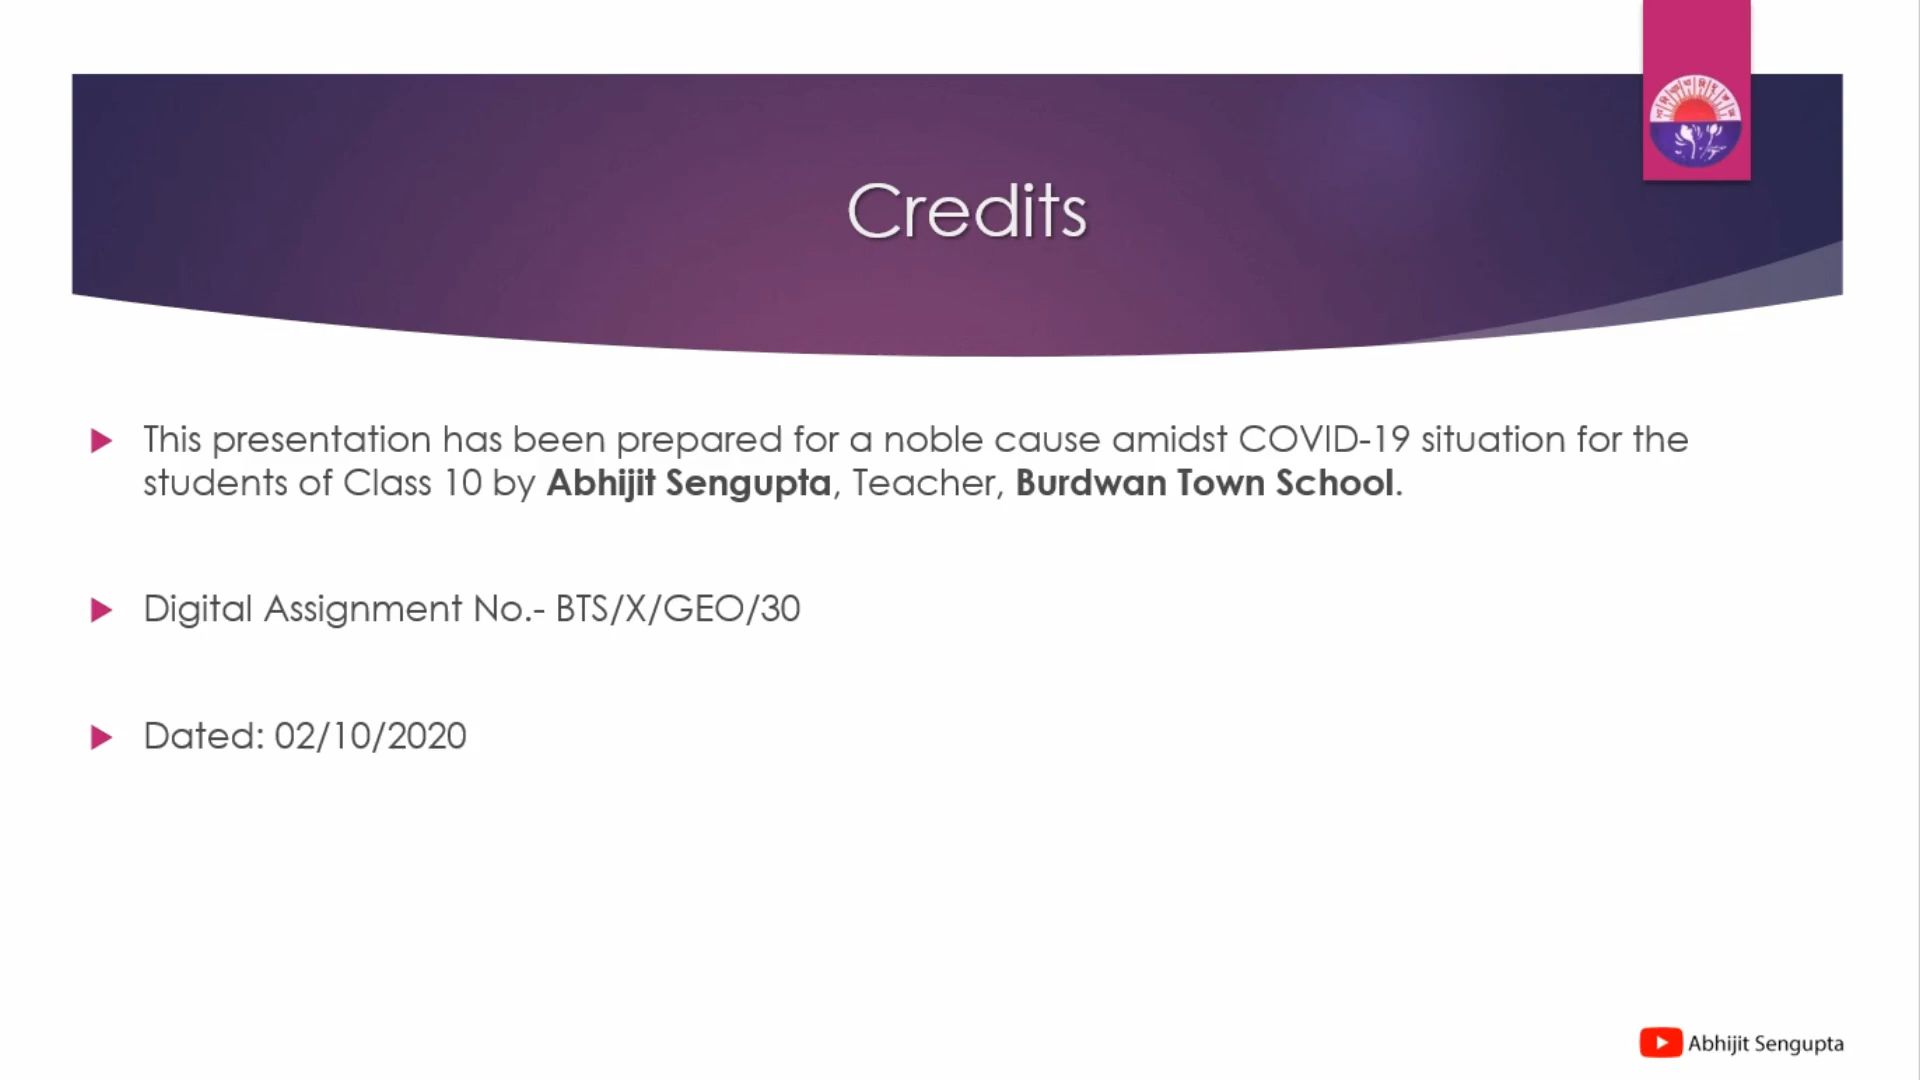 Credits
This presentation has been prepared for a noble cause amidst COVID-19 situation for the
students of Class 10 by Abhijit Sengupta, Teacher, Burdwan Town School.
Digital Assignment No.- BTS/X/GEO/30
Dated: 02/10/2020
Abhijit Sengupta